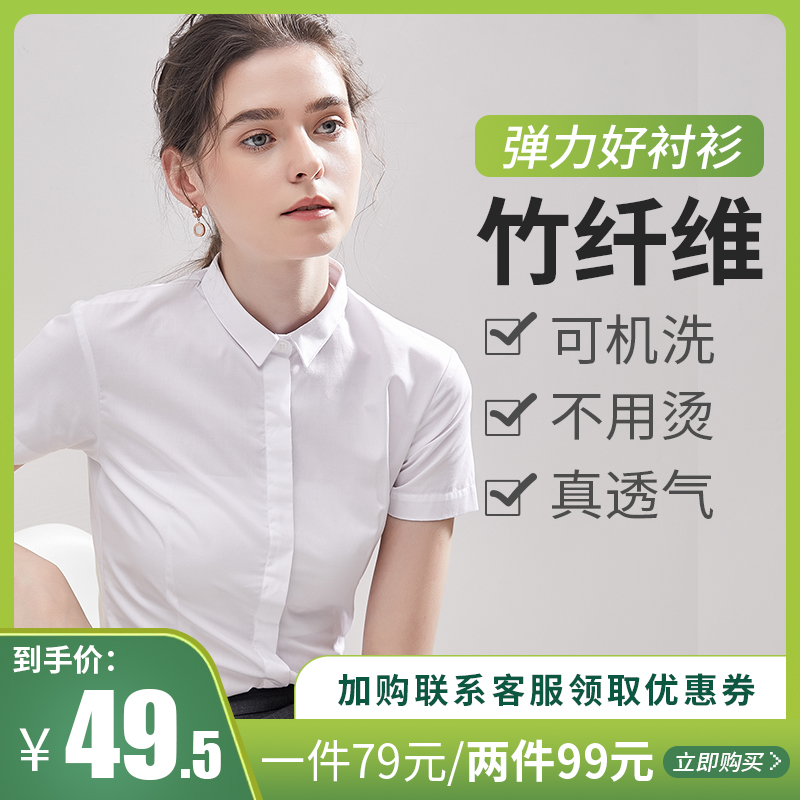 弹力好衬衫
竹纤维
可机洗
不用烫
真透气
到手价:
¥49.5
加购联系客服领取优惠券
一件79元/两件99元
立即购买>